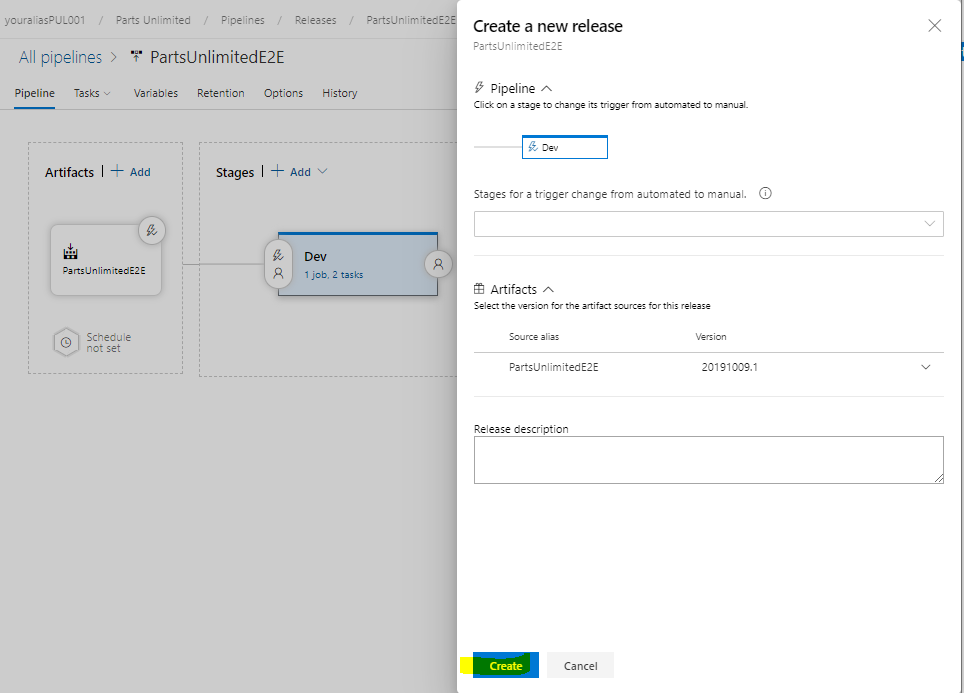 youraliasPUL001 / Parts Unlimited / Pipelines / Releases / PartsUnlimitedE2E
All pipelines > PartsUnlimitedE2E
Pipeline Tasks Variables Retention Options History
Artifacts | + Add
Stages | + Add
PartsUnlimitedE2E
Dev
1 job, 2 tasks
Schedule
not set
Create a new release
PartsUnlimitedE2E
Pipeline
Click on a stage to change its trigger from automated to manual.
Dev
Stages for a trigger change from automated to manual.
Artifacts
Select the version for the artifact sources for this release
Source alias Version
PartsUnlimitedE2E 20191009.1
Release description
Create Cancel